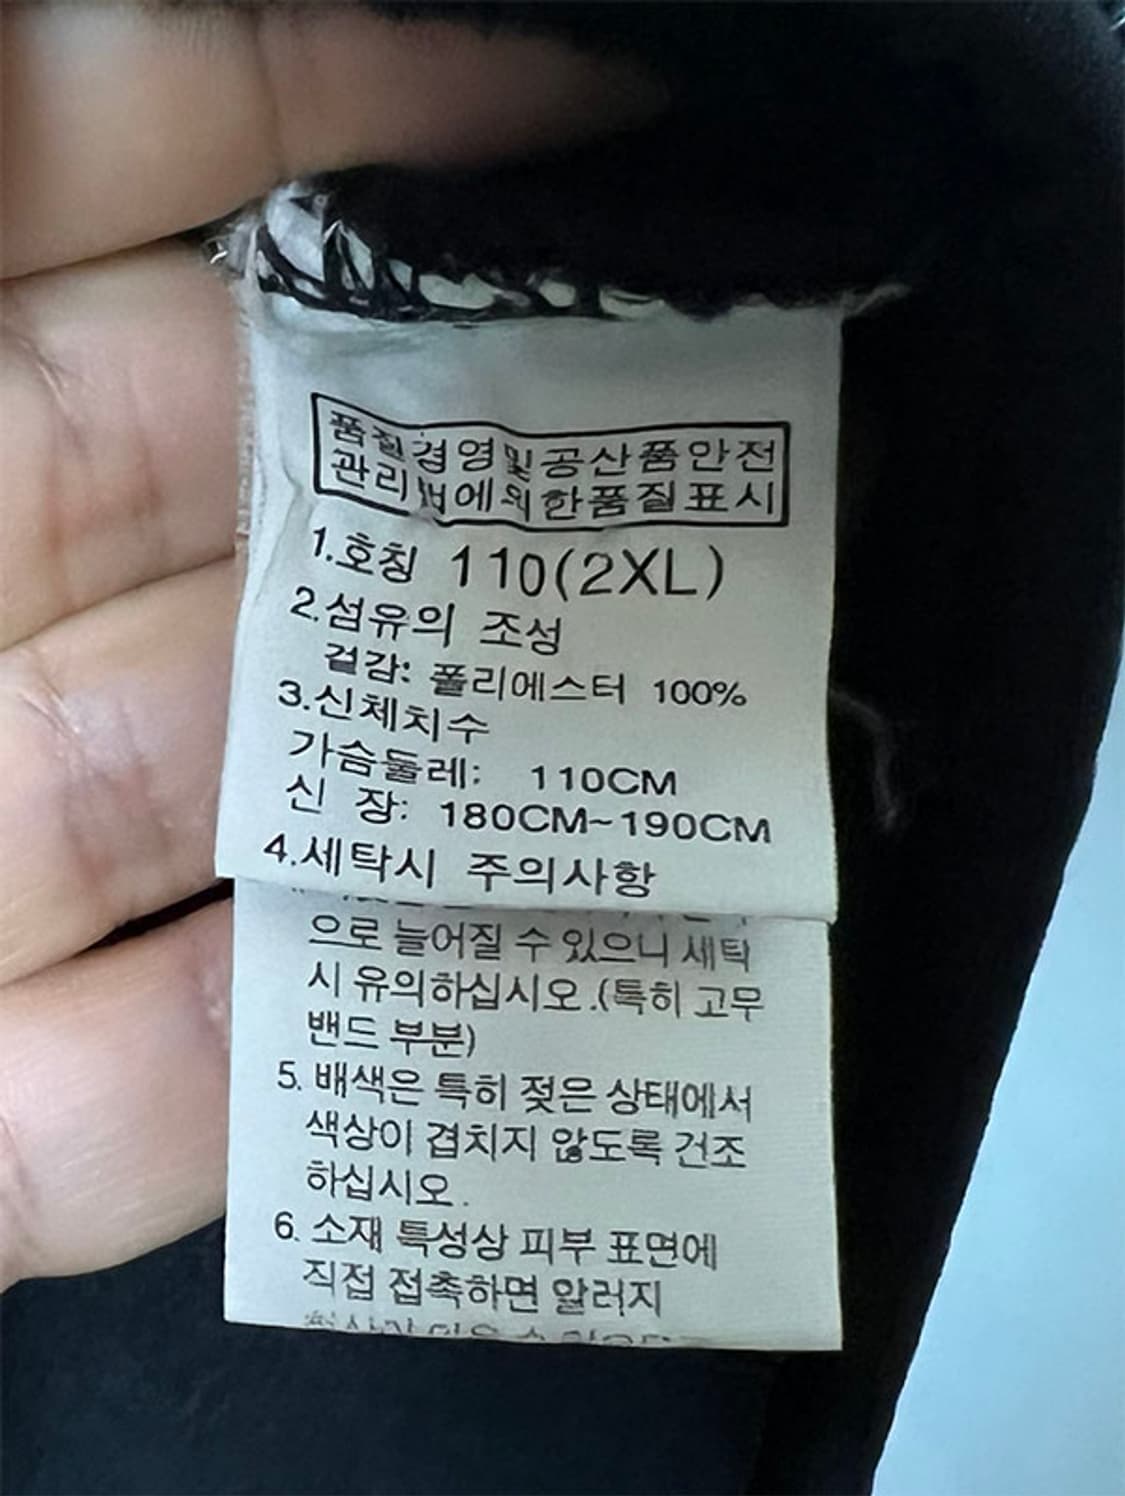 품질경영및공산품안전
관리법에의한품질표시
1.호칭 110(2XL)
2.섬유의 조성
겉감: 폴리에스터 100%
3.신체치수
가슴둘레: 110CM
신 장: 180CM~190CM
4.세탁시 주의사항
으로 늘어질 수 있으니 세탁
시 유의하십시오.(특히 고무
밴드 부분)
5. 배색은 특히 젖은 상태에서
색상이 겹치지 않도록 건조
하십시오.
6. 소재 특성상 피부 표면에
직접 접촉하면 알러지